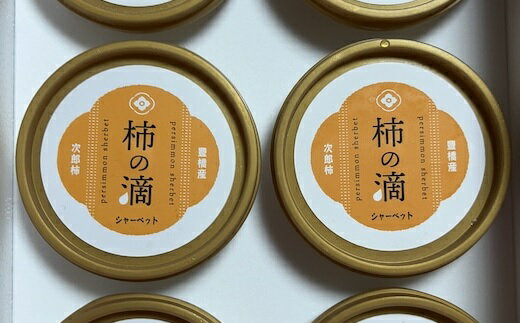 豊橋産
persimmon sherbet
柿の滴
persimmon sherbet
次郎柿
シャーベット
豊橋産
persimmon sherbet
柿の滴
persimmon sherbet
次郎柿
シャーベット